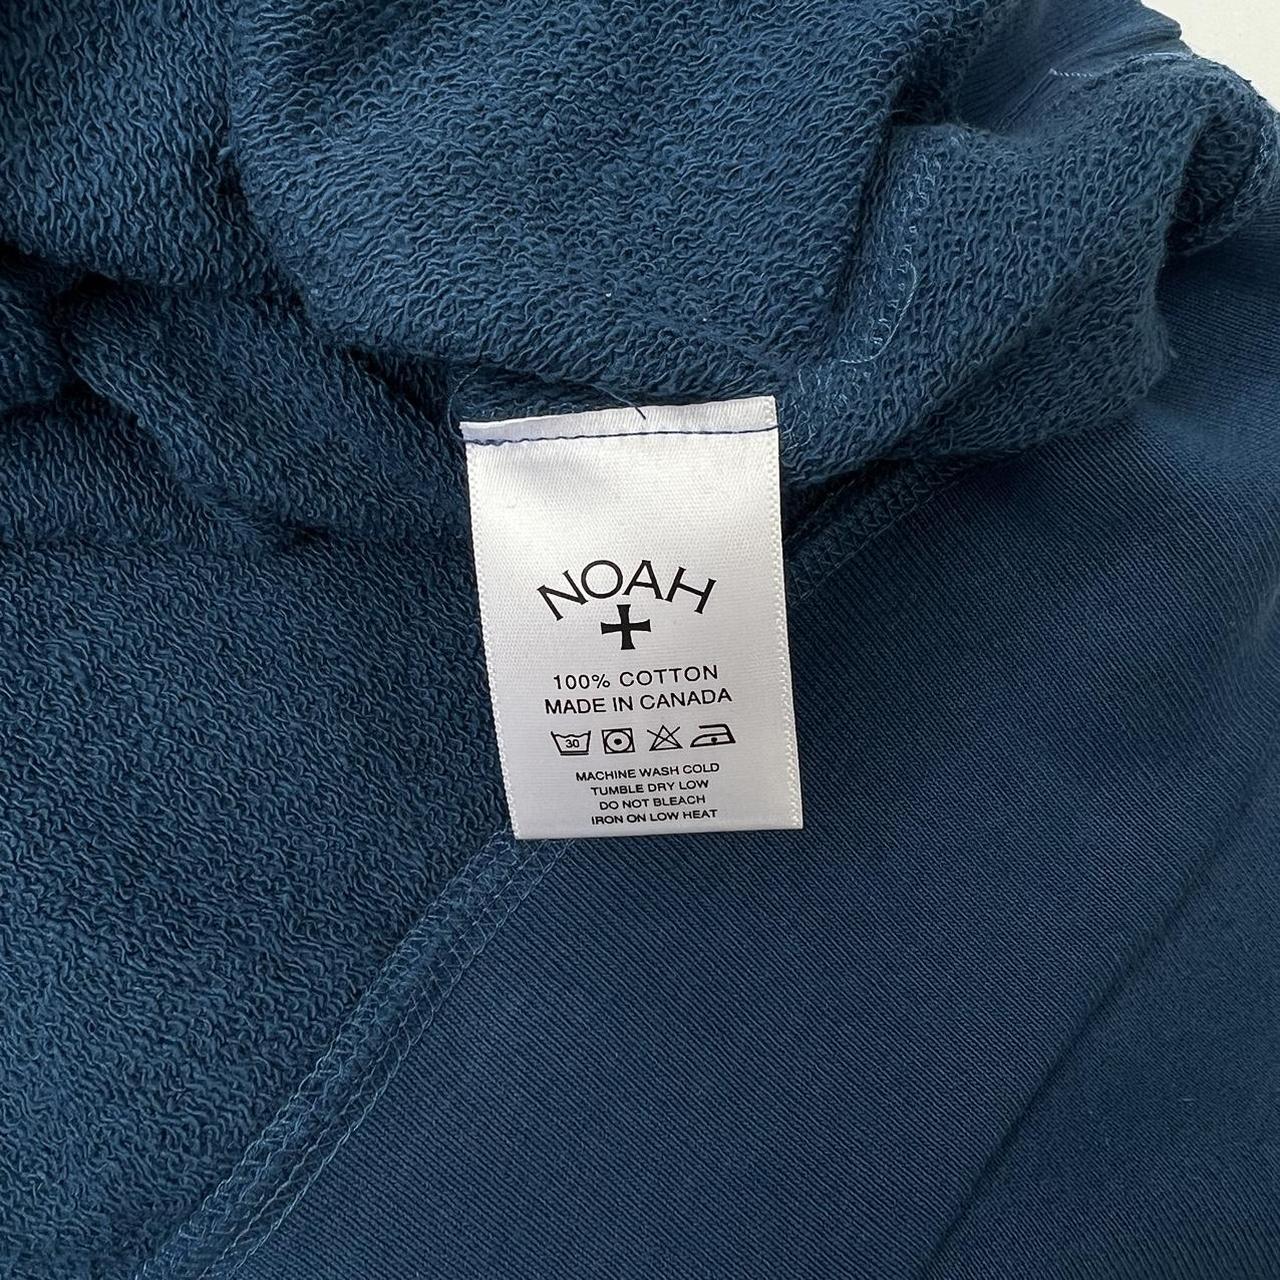 NOAH
100% COTTON
MADE IN CANADA
30
MACHINE WASH COLD
TUMBLE DRY LOW
DO NOT BLEACH
IRON ON LOW HEAT